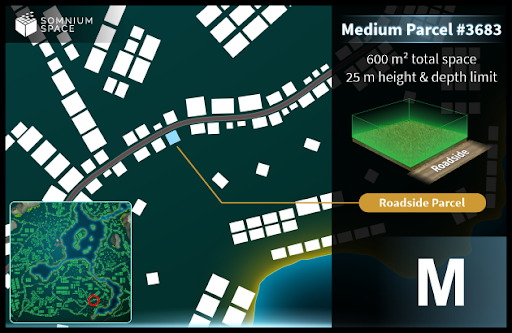 SOMNIUM
SPACE
Medium Parcel #3683
600 m² total space
25 m height & depth limit
Roadside
Roadside Parcel
M